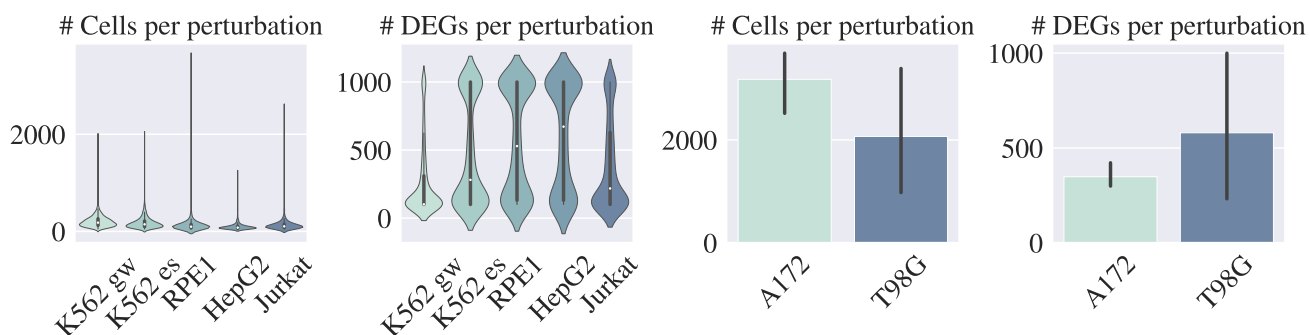 # Cells per perturbation
2000
0
K562 gw
K562 es
RPE1
HepG2
Jurkat
# DEGs per perturbation
1000
500
0
K562 gw
K562 es
RPE1
HepG2
Jurkat
# Cells per perturbation
2000
0
A172
T98G
# DEGs per perturbation
1000
500
0
A172
T98G